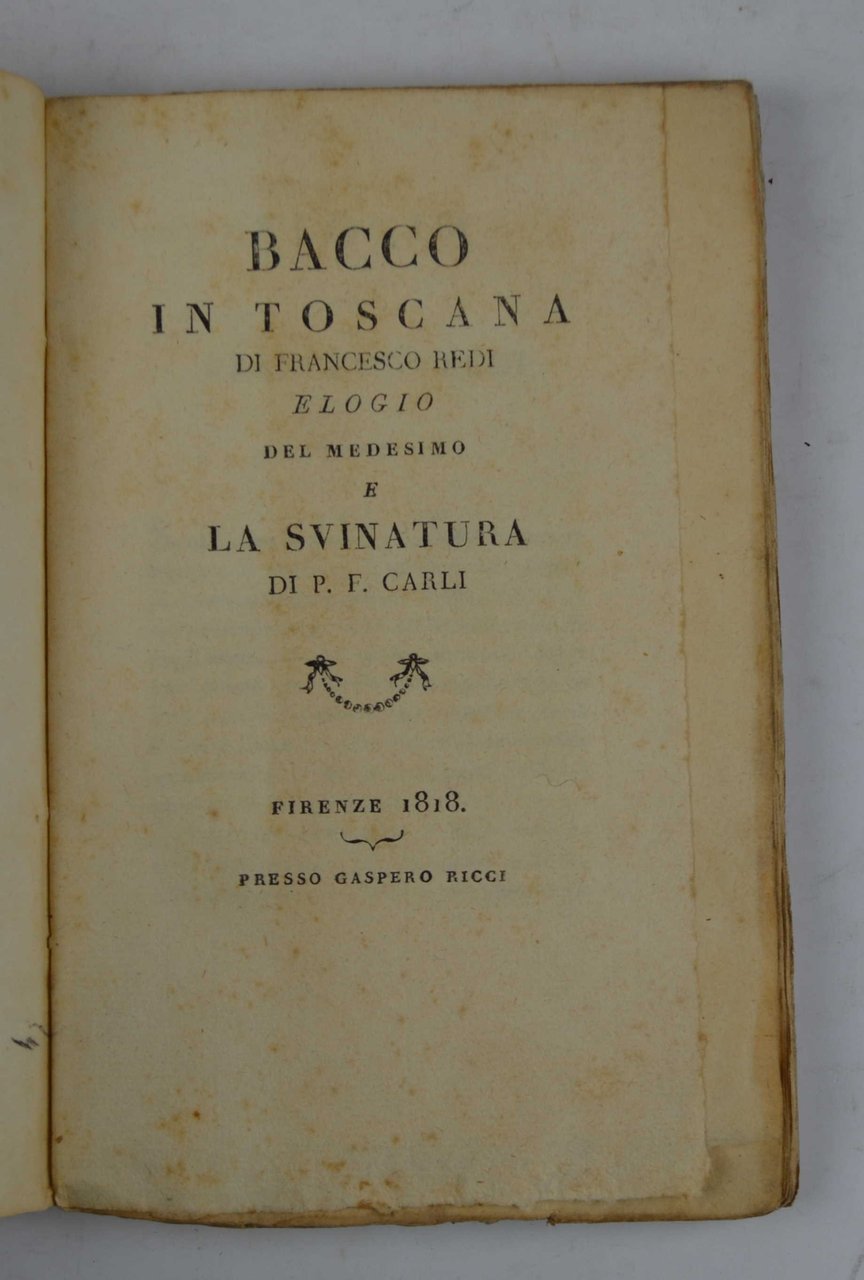 BACCO
IN TOSCANA
DI FRANCESCO REDI
ELOGIO
DEL MEDESIMO
E
LA SVINATURA
DI P. F. CARLI
FIRENZE 1818.
PRESSO GASPERO RICCI